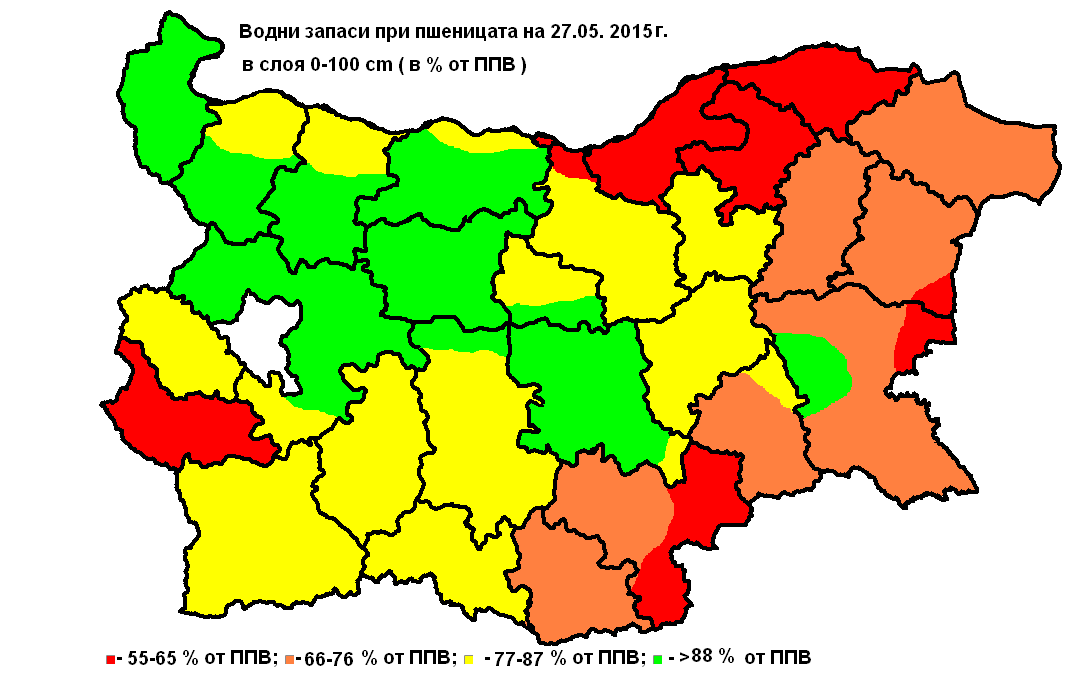 Водни запаси при пшеницата на 27.05. 2015г.
в слоя 0-100 cm ( в % от ППВ )
- 55-65 % от ППВ; - 66-76 % от ППВ; - 77-87 % от ППВ; - >88 % от ППВ